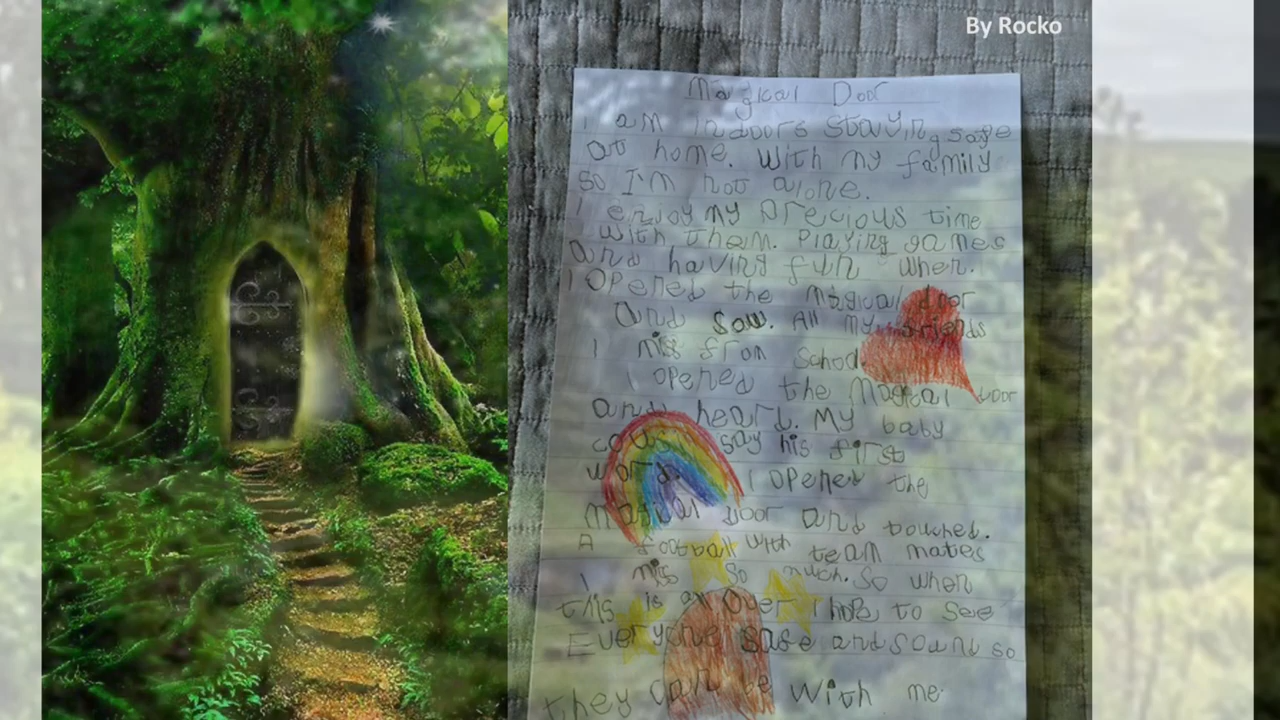 By Rocko
Magical Door
I am indoors staying safe
at home. With my family
so I'm not alone.
I enjoy my precious time
with them. Playing games
and having fun when.
I opened the magical door
and saw. All my friends
I miss from School.
I opened the Magical door
and heard. My baby
say his first
word. I opened the
Magical door and touched.
A football with team mates
I miss so much. So when
this is all over I hope to see
Everyone safe and sound so
they can be with me